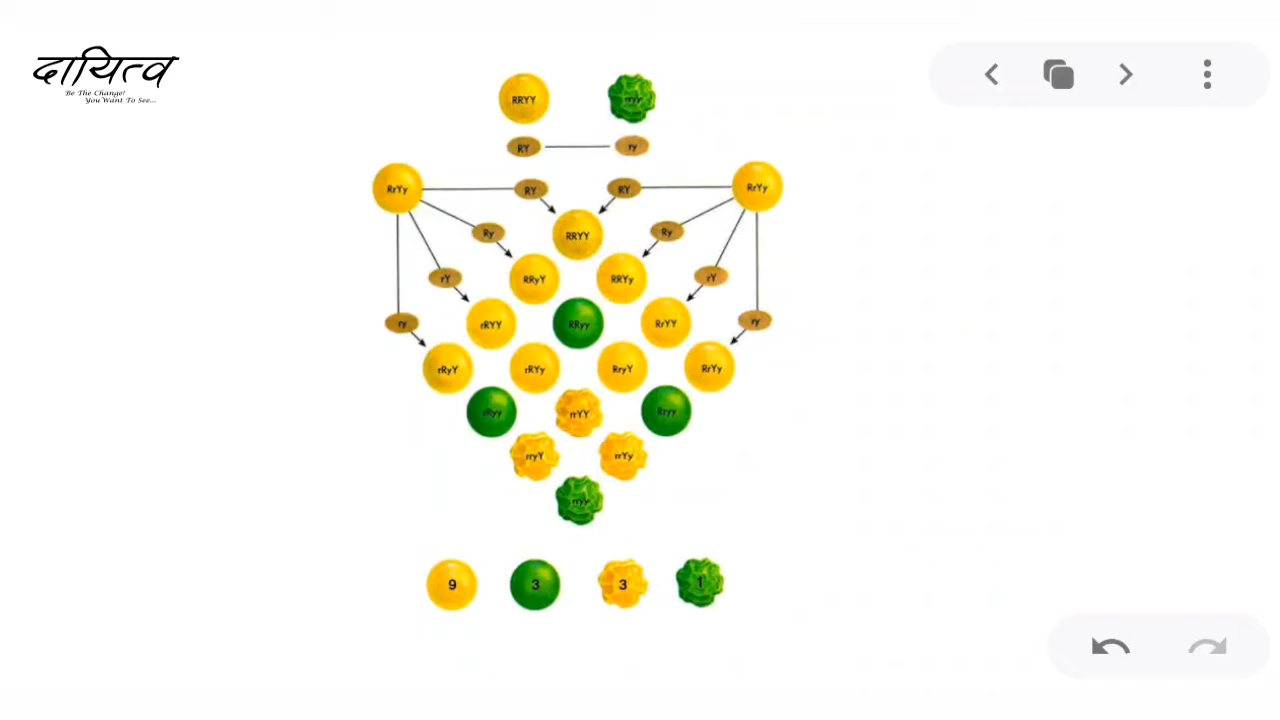 दायित्व
Be The Change!
You Want To See...
RRYY rryy
RY ry
RrYy RY RY RrYy
Ry RRYY Ry
rY RRyY RRYy rY
ry rRYY RRyy RrYY ry
rRyY rRYy RryY RrYy
rRyy rrYY Rryy
rryY rrYy
rryy
9 3 3 1